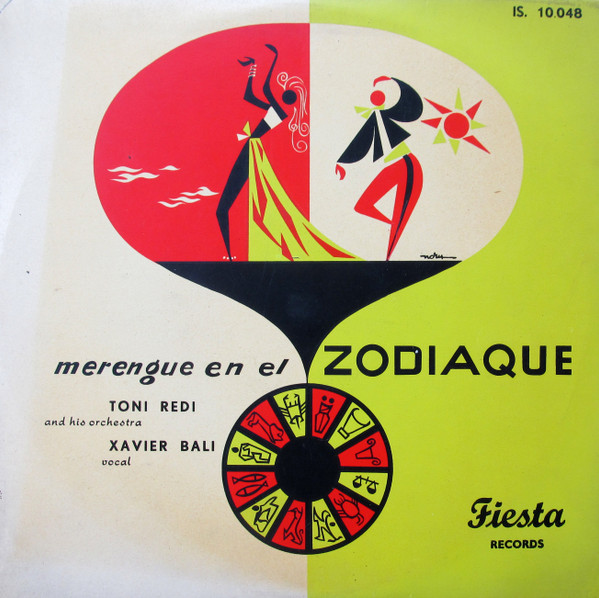 IS. 10.048
merengue en el ZODIAQUE
TONI REDI
and his orchestra
XAVIER BALI
vocal
Fiesta
RECORDS